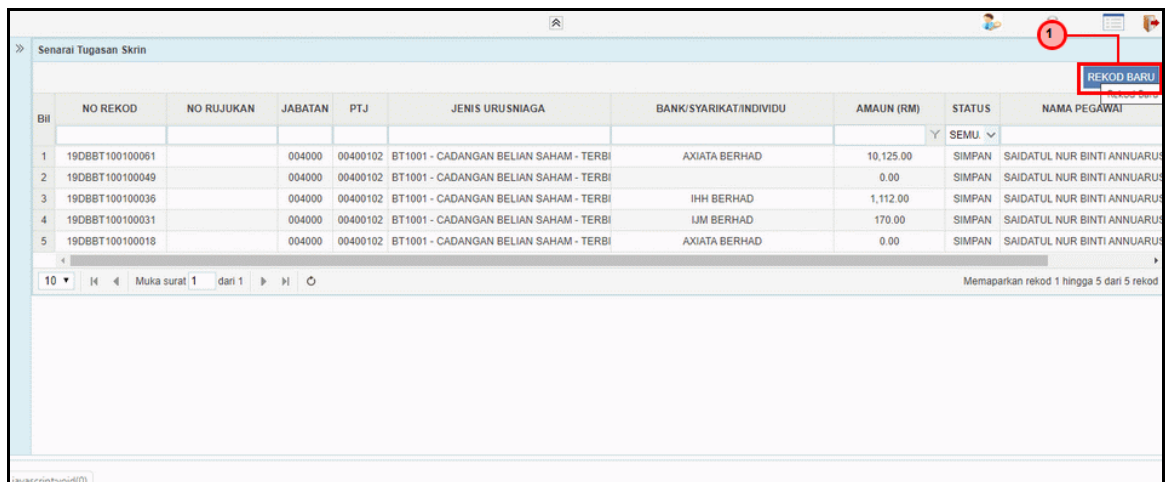 1
Senarai Tugasan Skrin
REKOD BARU
Rekod Baru
Bil NO REKOD NO RUJUKAN JABATAN PTJ JENIS URUSNIAGA BANK/SYARIKAT/INDIVIDU AMAUN (RM) STATUS NAMA PEGAWAI
SEMU.
1 19DBBT100100061 004000 00400102 BT1001 - CADANGAN BELIAN SAHAM - TERBI AXIATA BERHAD 10,125.00 SIMPAN SAIDATUL NUR BINTI ANNUARUS
2 19DBBT100100049 004000 00400102 BT1001 - CADANGAN BELIAN SAHAM - TERBI 0.00 SIMPAN SAIDATUL NUR BINTI ANNUARUS
3 19DBBT100100036 004000 00400102 BT1001 - CADANGAN BELIAN SAHAM - TERBI IHH BERHAD 1,112.00 SIMPAN SAIDATUL NUR BINTI ANNUARUS
4 19DBBT100100031 004000 00400102 BT1001 - CADANGAN BELIAN SAHAM - TERBI IJM BERHAD 170.00 SIMPAN SAIDATUL NUR BINTI ANNUARUS
5 19DBBT100100018 004000 00400102 BT1001 - CADANGAN BELIAN SAHAM - TERBI AXIATA BERHAD 0.00 SIMPAN SAIDATUL NUR BINTI ANNUARUS
10 Muka surat 1 dari 1 Memaparkan rekod 1 hingga 5 dari 5 rekod